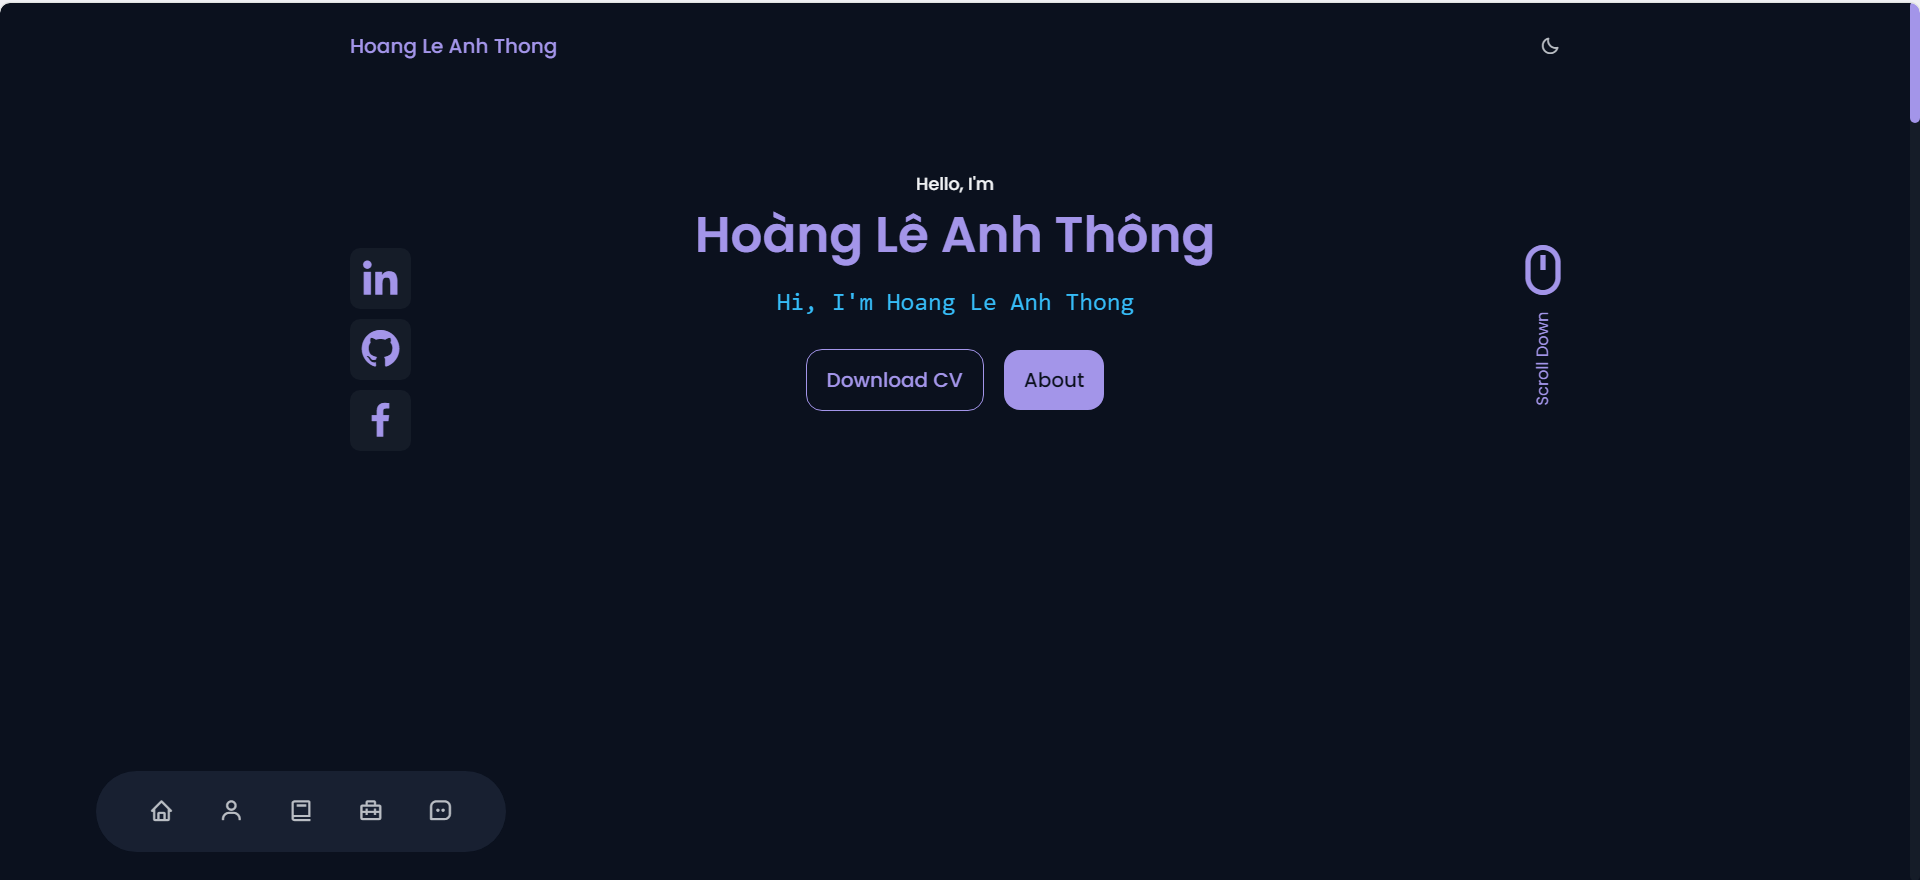 Hoang Le Anh Thong
Hello, I'm
Hoàng Lê Anh Thông
Hi, I'm Hoang Le Anh Thong
Download CV
About
Scroll Down